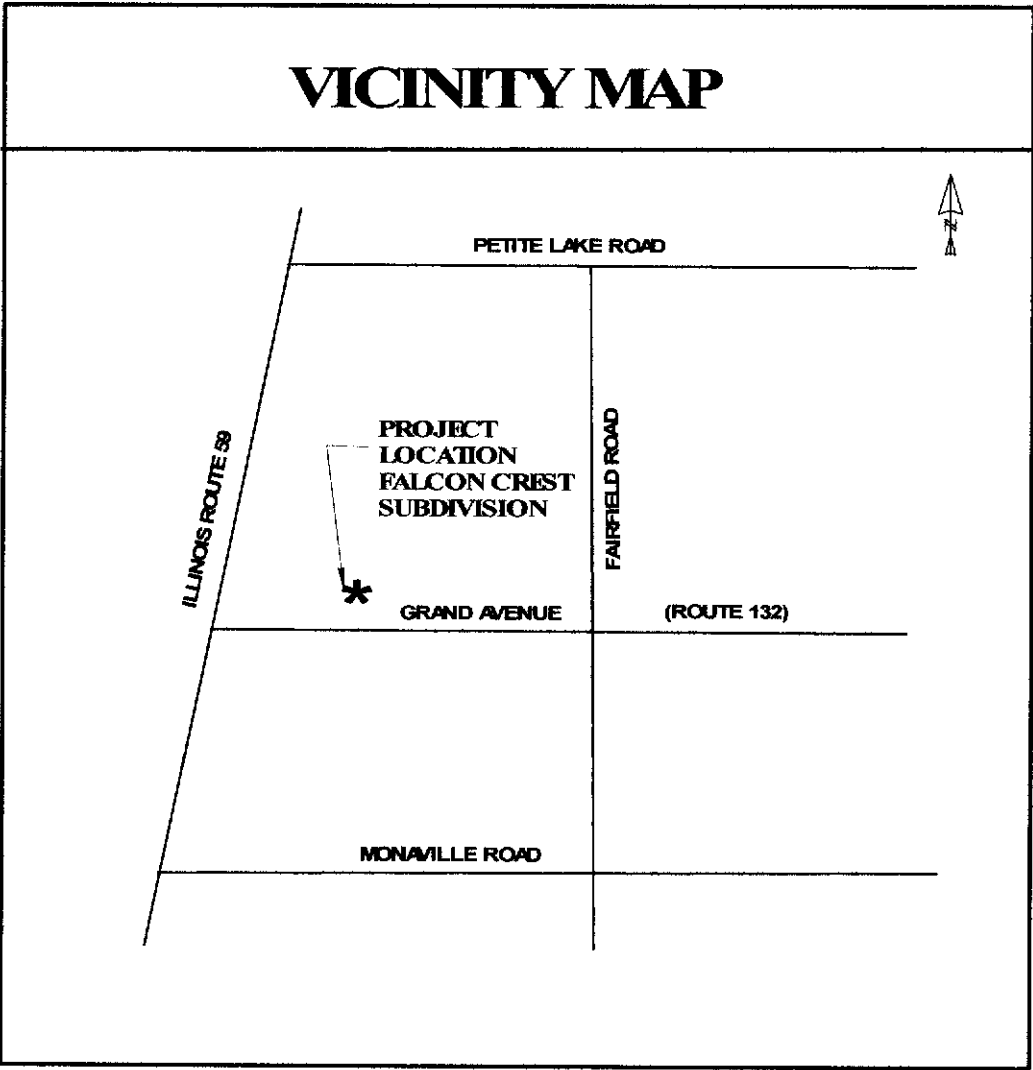 VICINITY MAP
N
PETITE LAKE ROAD
PROJECT
LOCATION
FALCON CREST
SUBDIVISION
FAIRFIELD ROAD
ILLINOIS ROUTE 59
*
GRAND AVENUE (ROUTE 132)
MONAVILLE ROAD